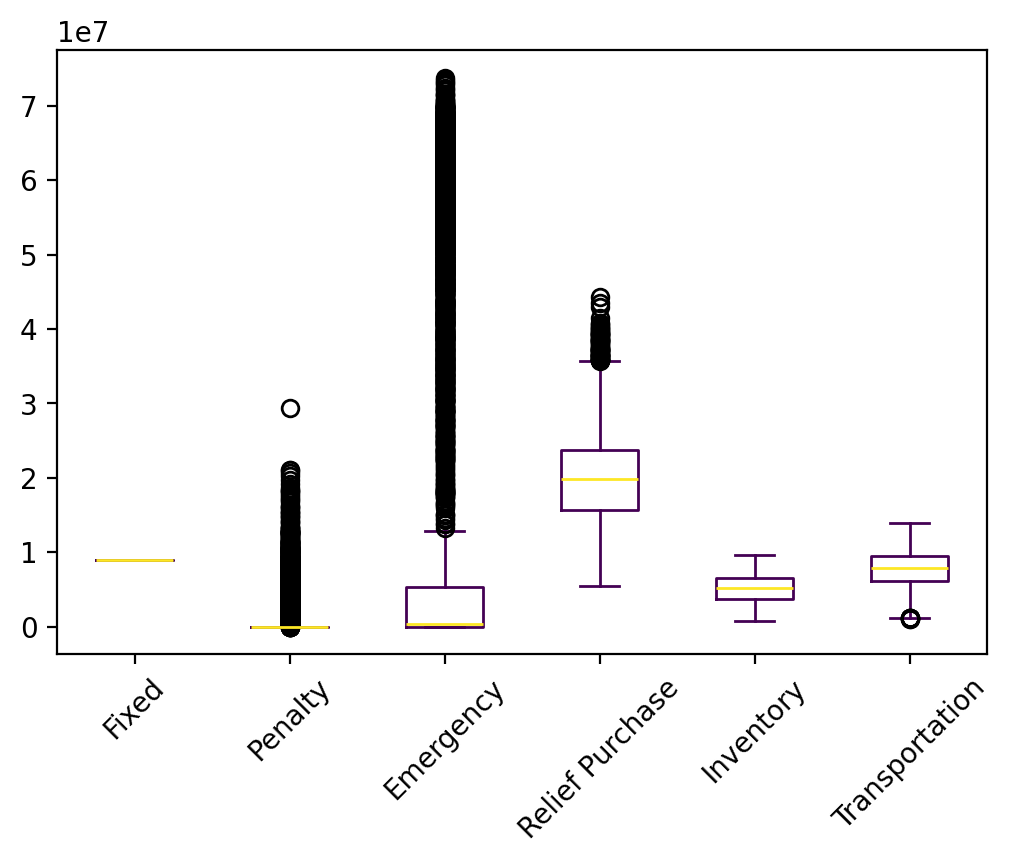 1e7
7
6
5
4
3
2
1
0
Fixed
Penalty
Emergency
Relief Purchase
Inventory
Transportation